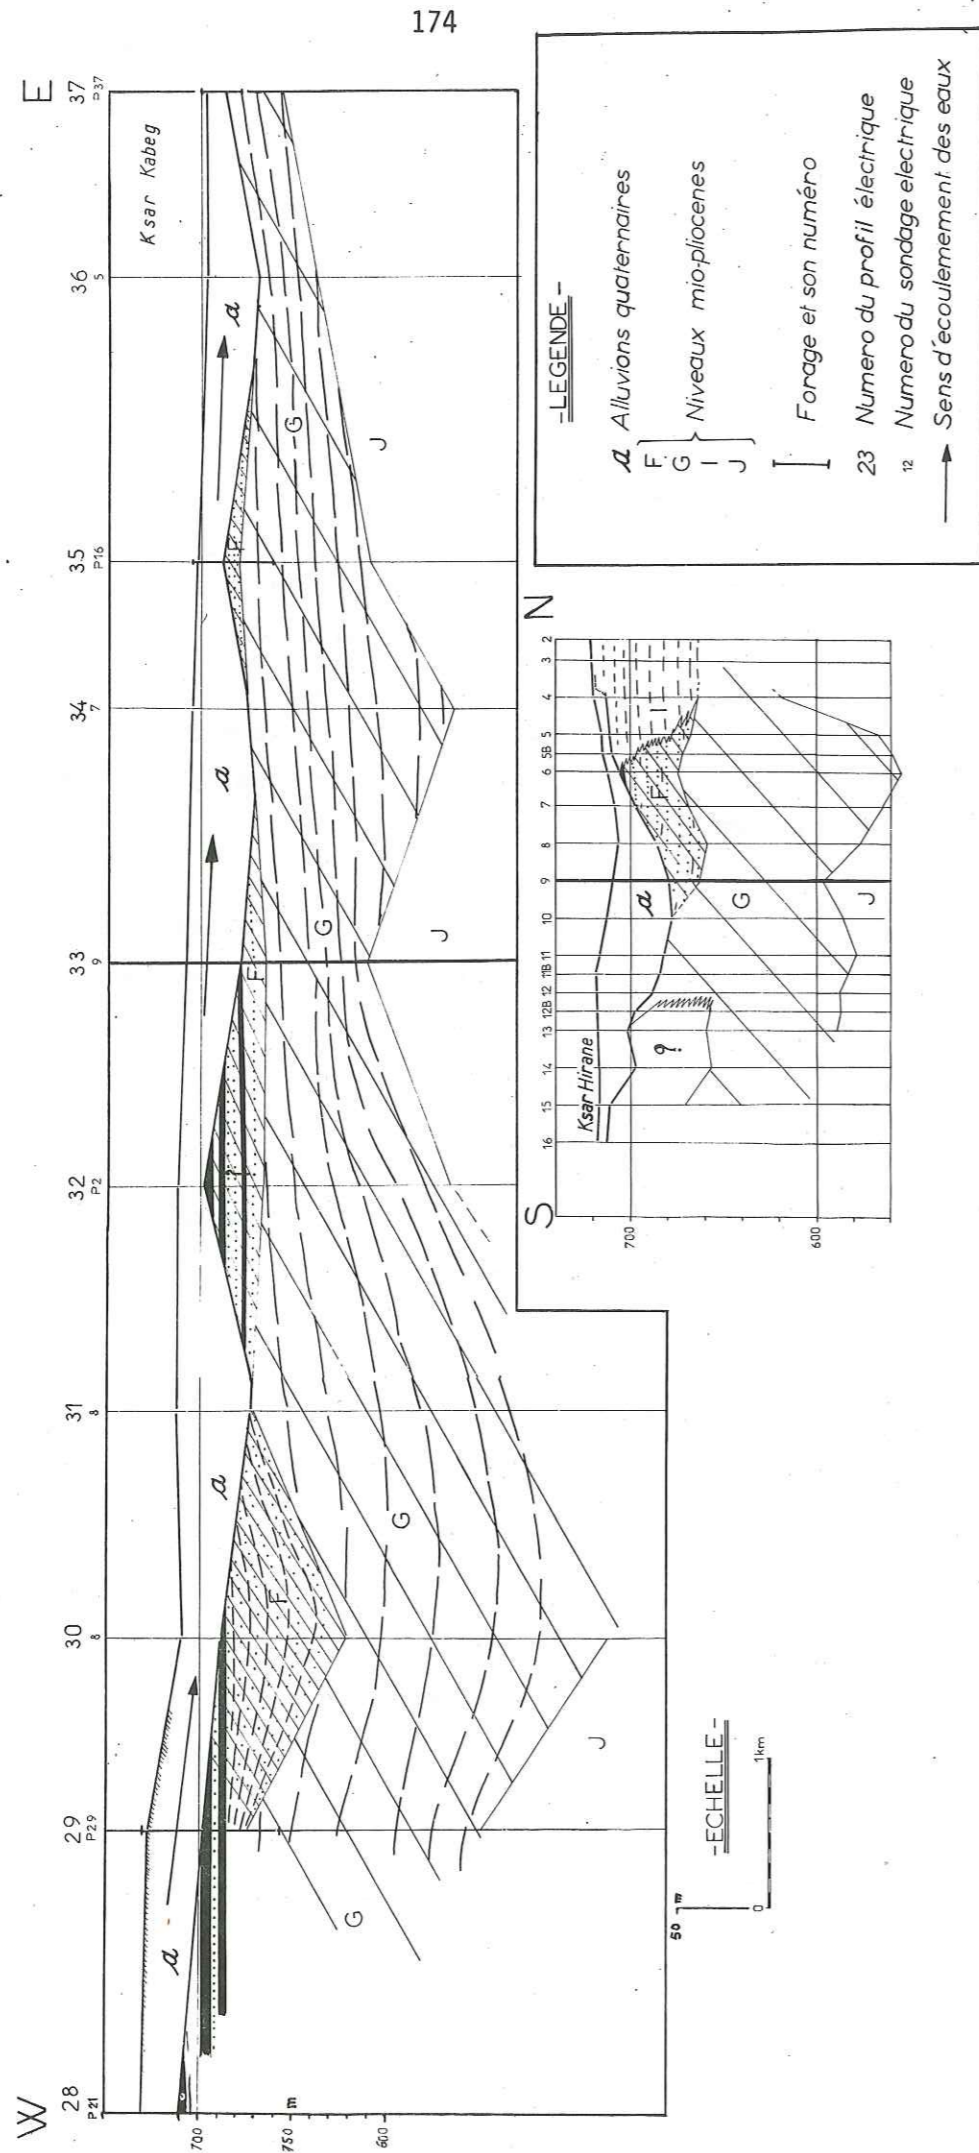 174
W
E
28
29
30
31
32
33
34
35
36
37
P21
P29
8
8
P2
9
7
P16
5
P37
Ksar Kabeg
a
a
a
a
a
F
F
F
G
G
G
G
J
J
J
700
750
600
m
-ECHELLE-
50 m
0
1km
S
N
16
15
14
13
12B
12
11B
11
10
9
8
7
6
5B
5
4
3
2
Ksar Hirane
?
a
F
I
G
J
700
600
-LEGENDE-
a Alluvions quaternaires
F
G
I
J
Niveaux mio-pliocenes
Forage et son numéro
23 Numero du profil électrique
12 Numero du sondage electrique
Sens d'ecoulement des eaux